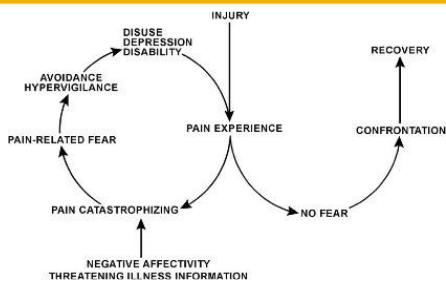 INJURY
DISUSE
DEPRESSION
DISABILITY
RECOVERY
AVOIDANCE
HYPERVIGILANCE
PAIN-RELATED FEAR
PAIN EXPERIENCE
CONFRONTATION
PAIN CATASTROPHIZING
NO FEAR
NEGATIVE AFFECTIVITY
THREATENING ILLNESS INFORMATION